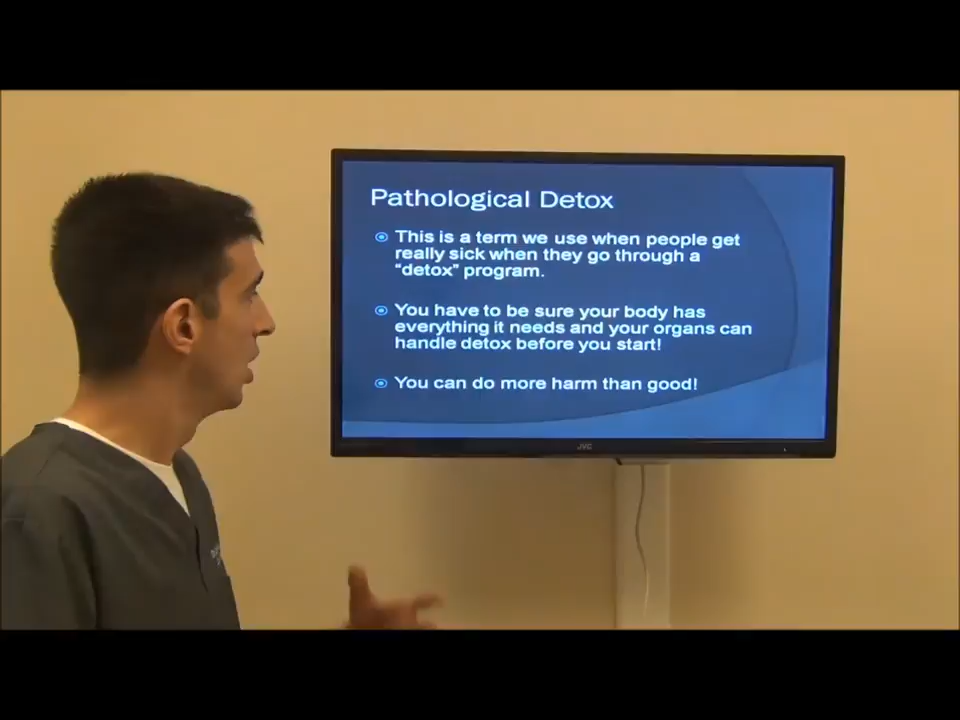 Pathological Detox
This is a term we use when people get
really sick when they go through a
“detox” program.
You have to be sure your body has
everything it needs and your organs can
handle detox before you start!
You can do more harm than good!
JVC